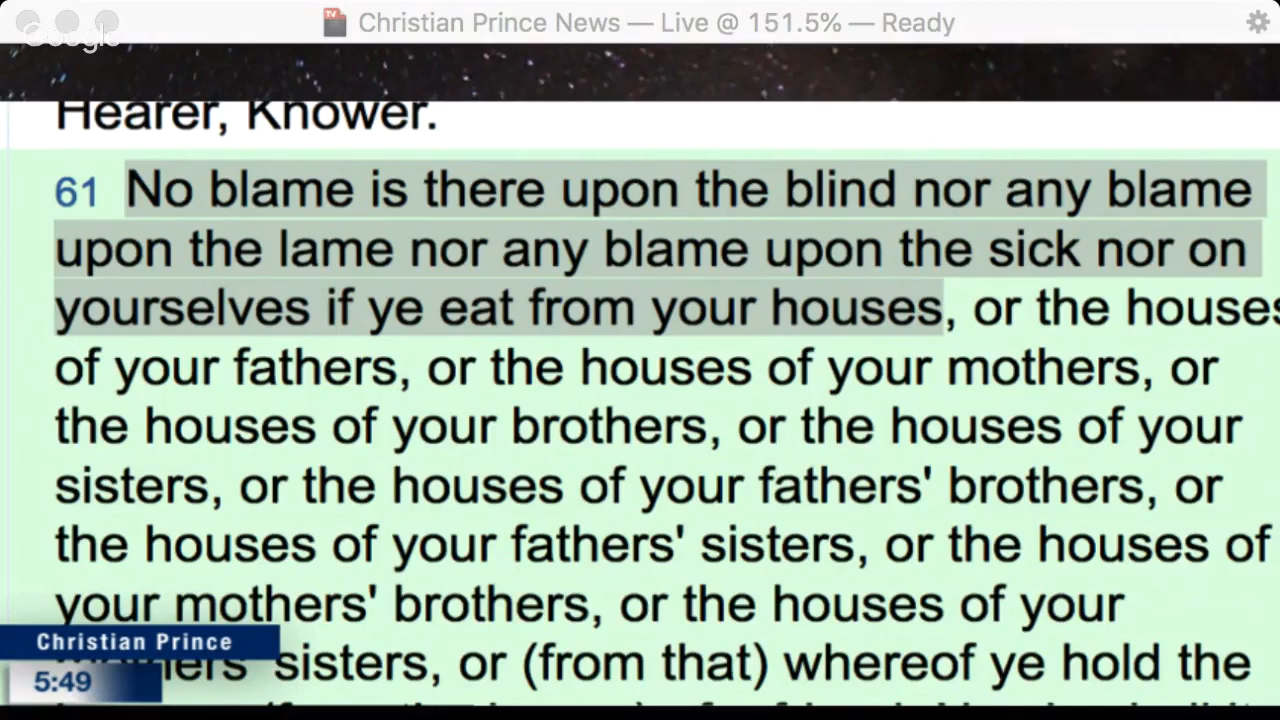 Christian Prince News — Live @ 151.5% — Ready
Google
Hearer, Knower.
61 No blame is there upon the blind nor any blame
upon the lame nor any blame upon the sick nor on
yourselves if ye eat from your houses, or the houses
of your fathers, or the houses of your mothers, or
the houses of your brothers, or the houses of your
sisters, or the houses of your fathers' brothers, or
the houses of your fathers' sisters, or the houses of
your mothers' brothers, or the houses of your
Christian Prince
sisters, or (from that) whereof ye hold the
5:49